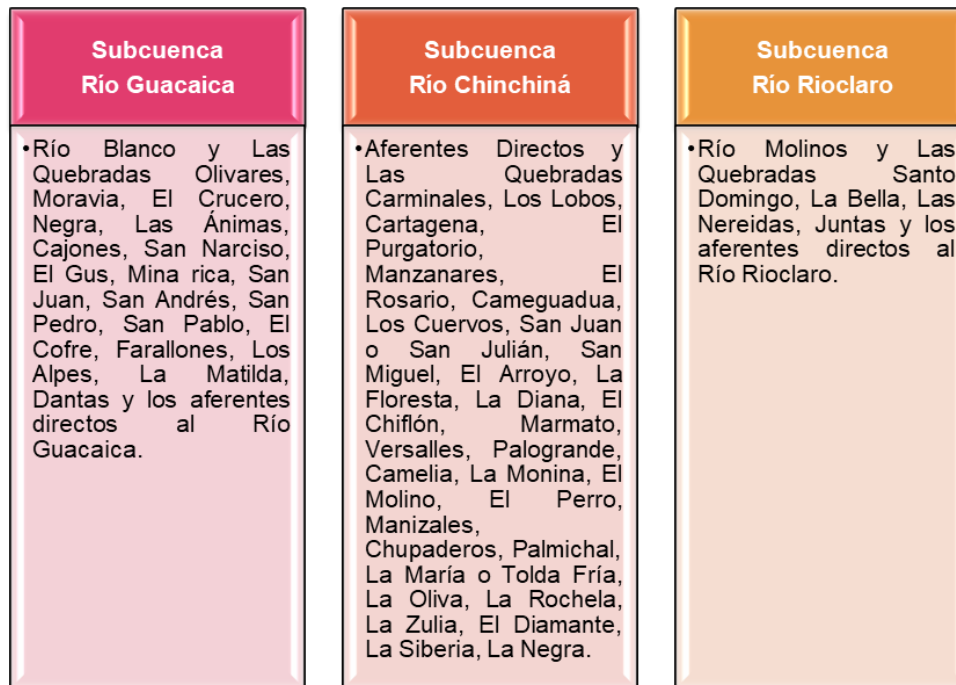 Subcuenca
Río Guacaica
•Río Blanco y Las
Quebradas Olivares,
Moravia, El Crucero,
Negra, Las Ánimas,
Cajones, San Narciso,
El Gus, Mina rica, San
Juan, San Andrés, San
Pedro, San Pablo, El
Cofre, Farallones, Los
Alpes, La Matilda,
Dantas y los aferentes
directos al Río
Guacaica.
Subcuenca
Río Chinchiná
•Aferentes Directos y
Las Quebradas
Carminales, Los Lobos,
Cartagena, El
Purgatorio,
Manzanares, El
Rosario, Cameguadua,
Los Cuervos, San Juan
o San Julián, San
Miguel, El Arroyo, La
Floresta, La Diana, El
Chiflón, Marmato,
Versalles, Palogrande,
Camelia, La Monina, El
Molino, El Perro,
Manizales,
Chupaderos, Palmichal,
La María o Tolda Fría,
La Oliva, La Rochela,
La Zulia, El Diamante,
La Siberia, La Negra.
Subcuenca
Río Rioclaro
•Río Molinos y Las
Quebradas Santo
Domingo, La Bella, Las
Nereidas, Juntas y los
aferentes directos al
Río Rioclaro.